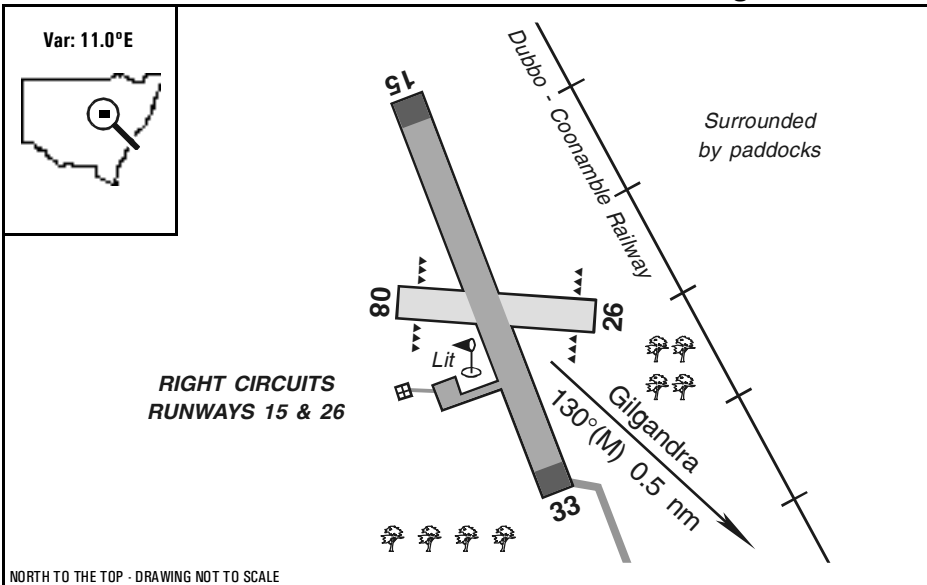 Var: 11.0°E
15
Dubbo - Coonamble Railway
Surrounded
by paddocks
08
26
Lit
RIGHT CIRCUITS
RUNWAYS 15 & 26
Gilgandra
130°(M) 0.5 nm
33
NORTH TO THE TOP - DRAWING NOT TO SCALE